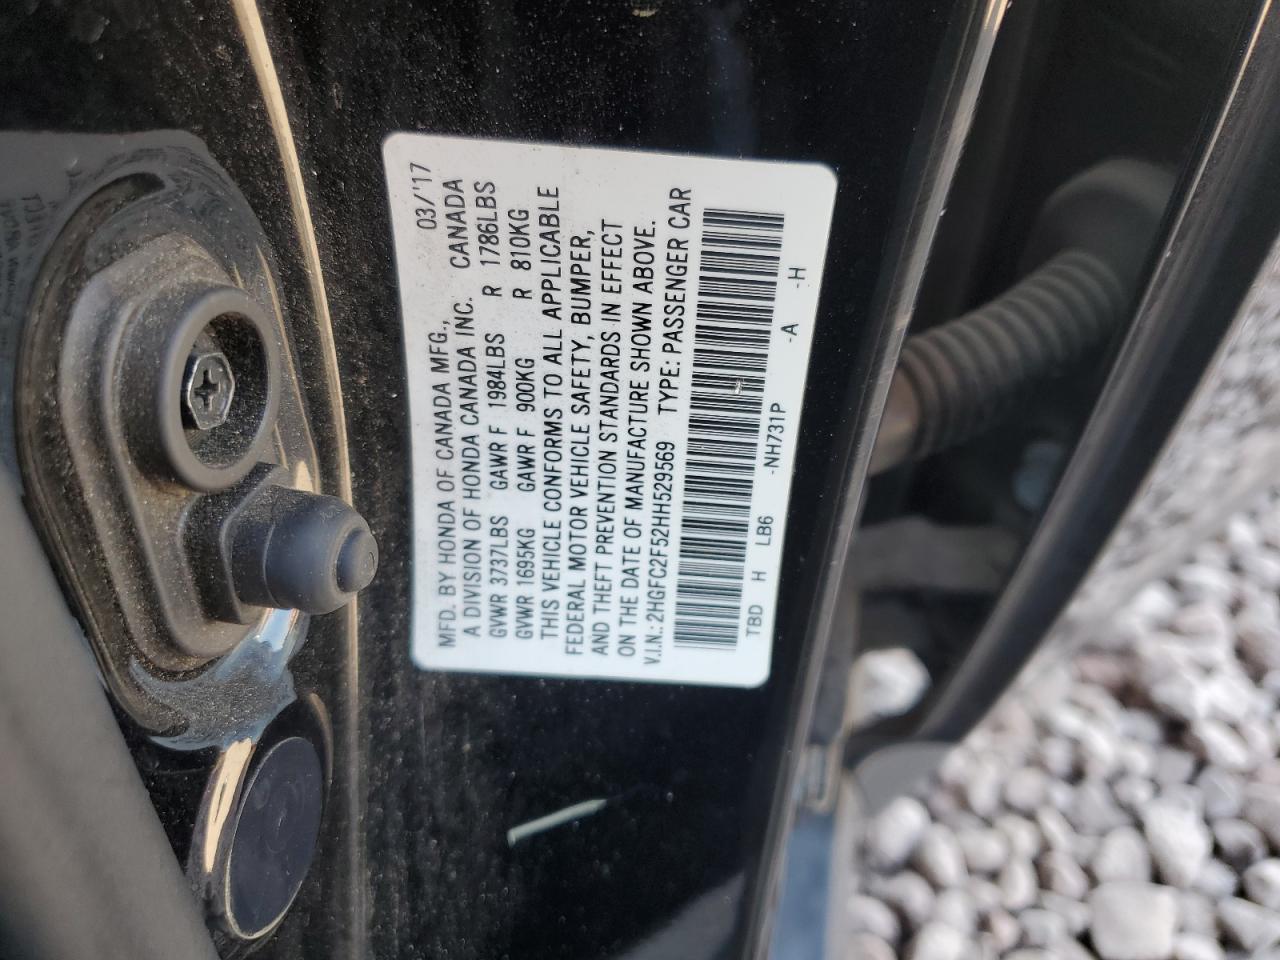 MFD. BY HONDA OF CANADA MFG., 03/'17
A DIVISION OF HONDA CANADA INC. CANADA
GVWR 3737LBS GAWR F 1984LBS R 1786LBS
GVWR 1695KG GAWR F 900KG R 810KG
THIS VEHICLE CONFORMS TO ALL APPLICABLE
FEDERAL MOTOR VEHICLE SAFETY, BUMPER,
AND THEFT PREVENTION STANDARDS IN EFFECT
ON THE DATE OF MANUFACTURE SHOWN ABOVE.
V.I.N.: 2HGFC2F52HH529569 TYPE: PASSENGER CAR
TBD H LB6 -NH731P -A -H